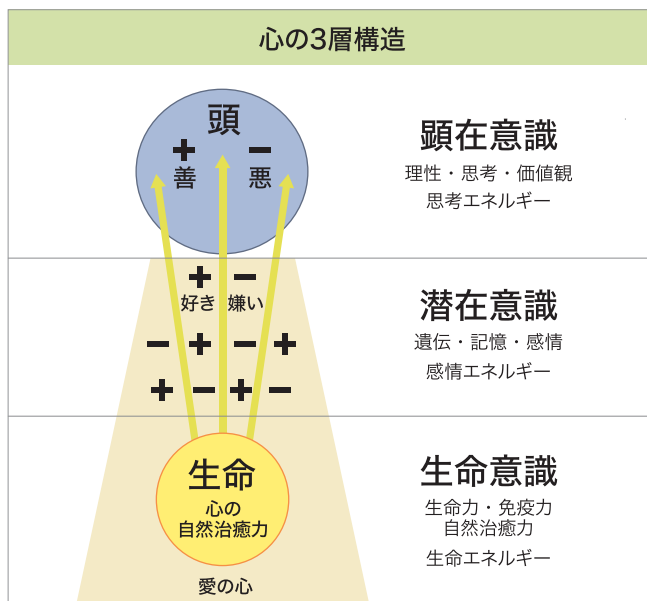 心の3層構造
頭
+ −
善 悪
顕在意識
理性・思考・価値観
思考エネルギー
+ −
好き 嫌い
− + − +
+ − + −
潜在意識
遺伝・記憶・感情
感情エネルギー
生命
心の
自然治癒力
愛の心
生命意識
生命力・免疫力
自然治癒力
生命エネルギー